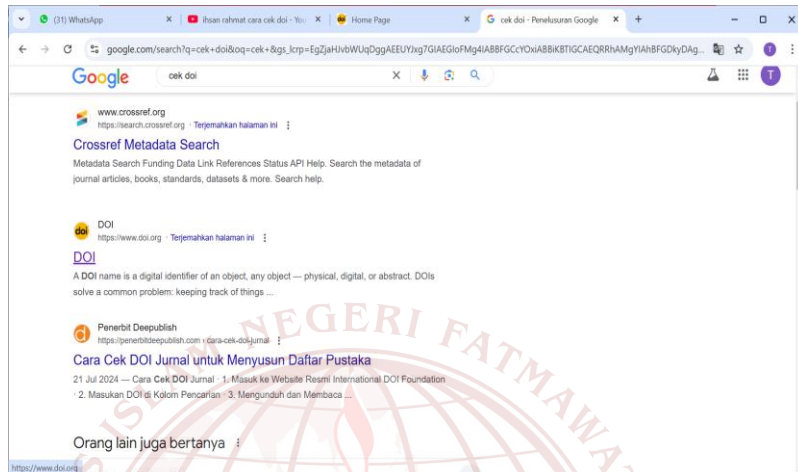 (31) WhatsApp
ihsan rahmat cara cek doi - You
Home Page
cek doi - Penelusuran Google
google.com/search?q=cek+doi&oq=cek+&gs_lcrp=
Google
cek doi
T
www.crossref.org
https://search.crossref.org · Terjemahkan halaman ini
Crossref Metadata Search
Metadata Search Funding Data Link References Status API Help. Search the metadata of
journal articles, books, standards, datasets & more. Search help.
doi
DOI
https://www.doi.org · Terjemahkan halaman ini
DOI
A DOI name is a digital identifier of an object, any object — physical, digital, or abstract. DOIs
solve a common problem: keeping track of things ...
Penerbit Deepublish
https://penerbitdeepublish.com › cara-cek-doi-jurnal
Cara Cek DOI Jurnal untuk Menyusun Daftar Pustaka
21 Jul 2024 — Cara Cek DOI Jurnal · 1. Masuk ke Website Resmi International DOI Foundation
· 2. Masukan DOI di Kolom Pencarian · 3. Mengunduh dan Membaca ...
Orang lain juga bertanya
https://www.doi.org
ISLAM NEGERI FATMAWA